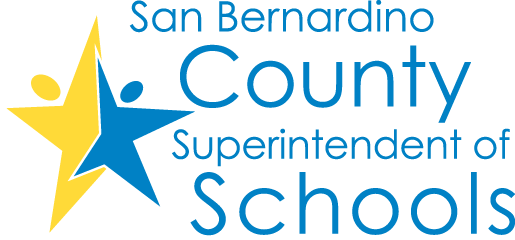 San Bernardino
County
Superintendent of
Schools